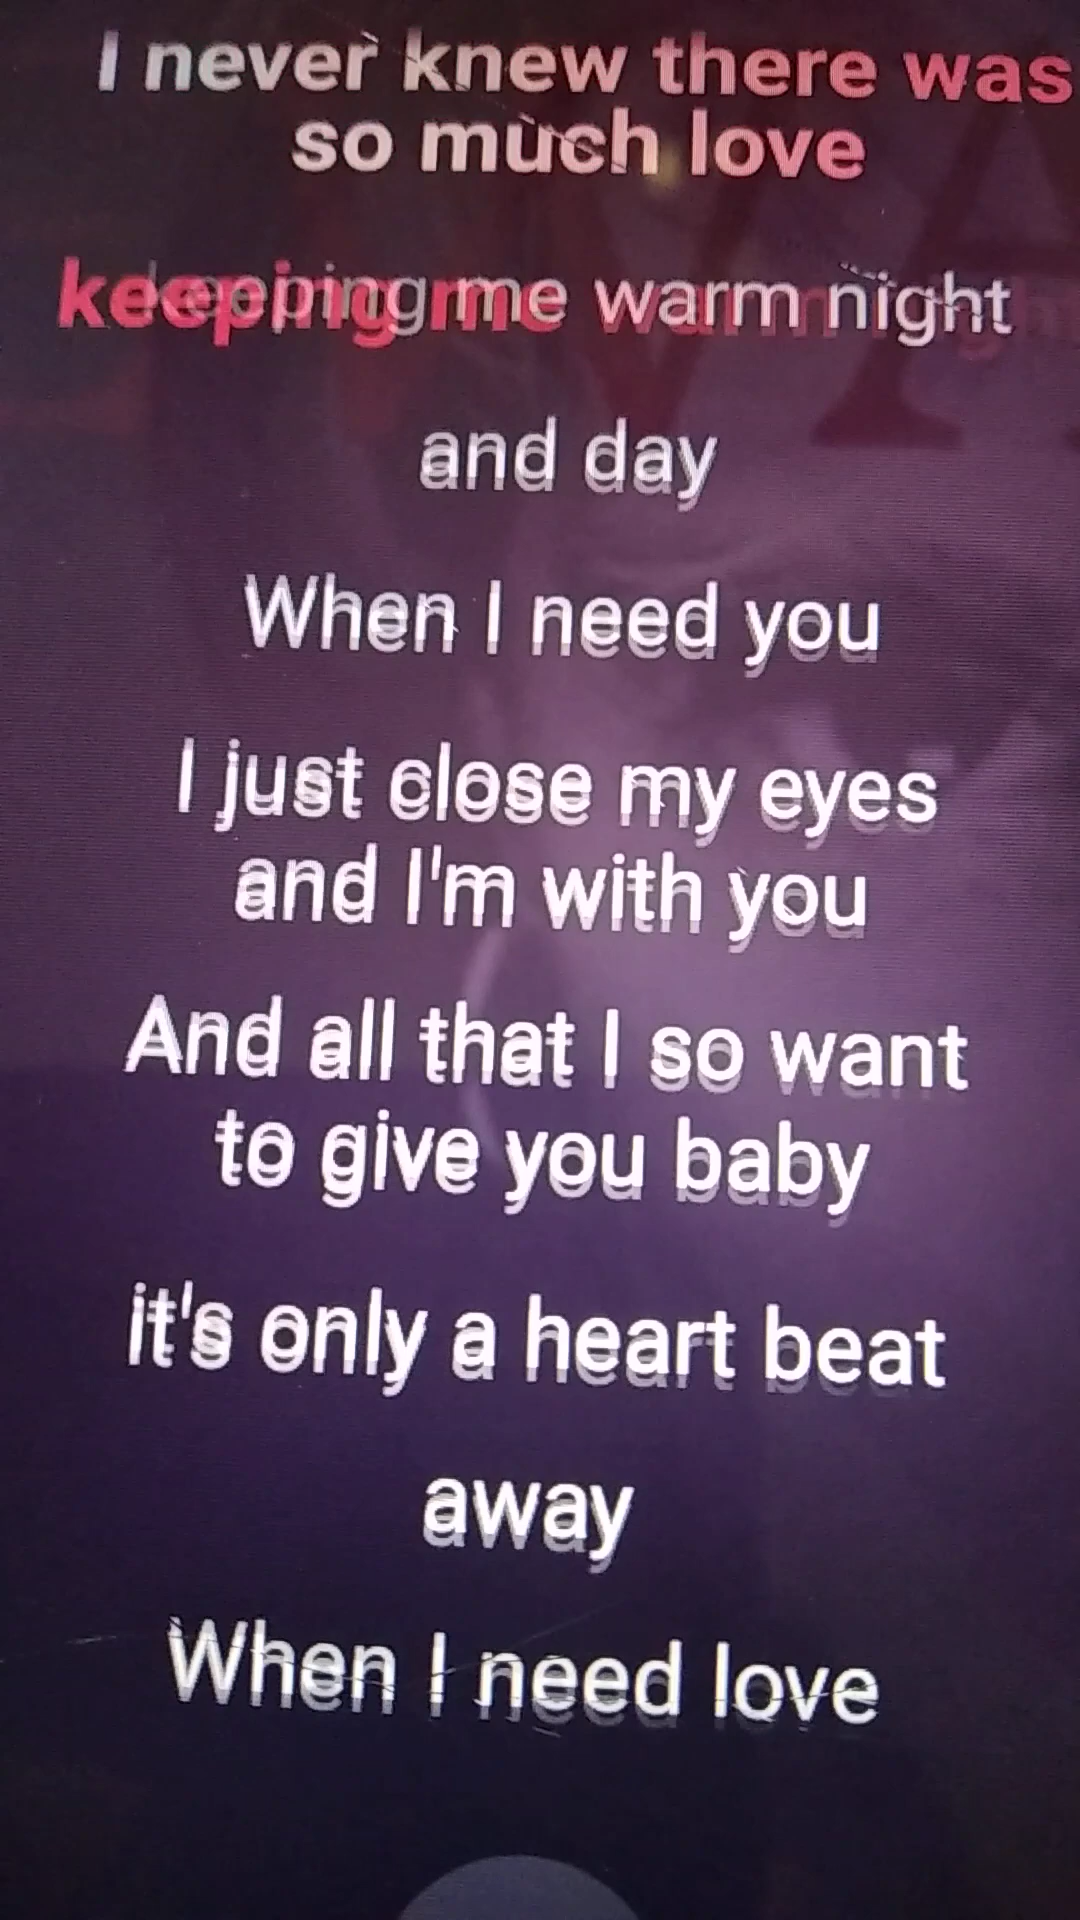 I never knew there was
so much love
keeping me warm night
and day
When I need you
I just close my eyes
and I'm with you
And all that I so want
to give you baby
it's only a heart beat
away
When I need love